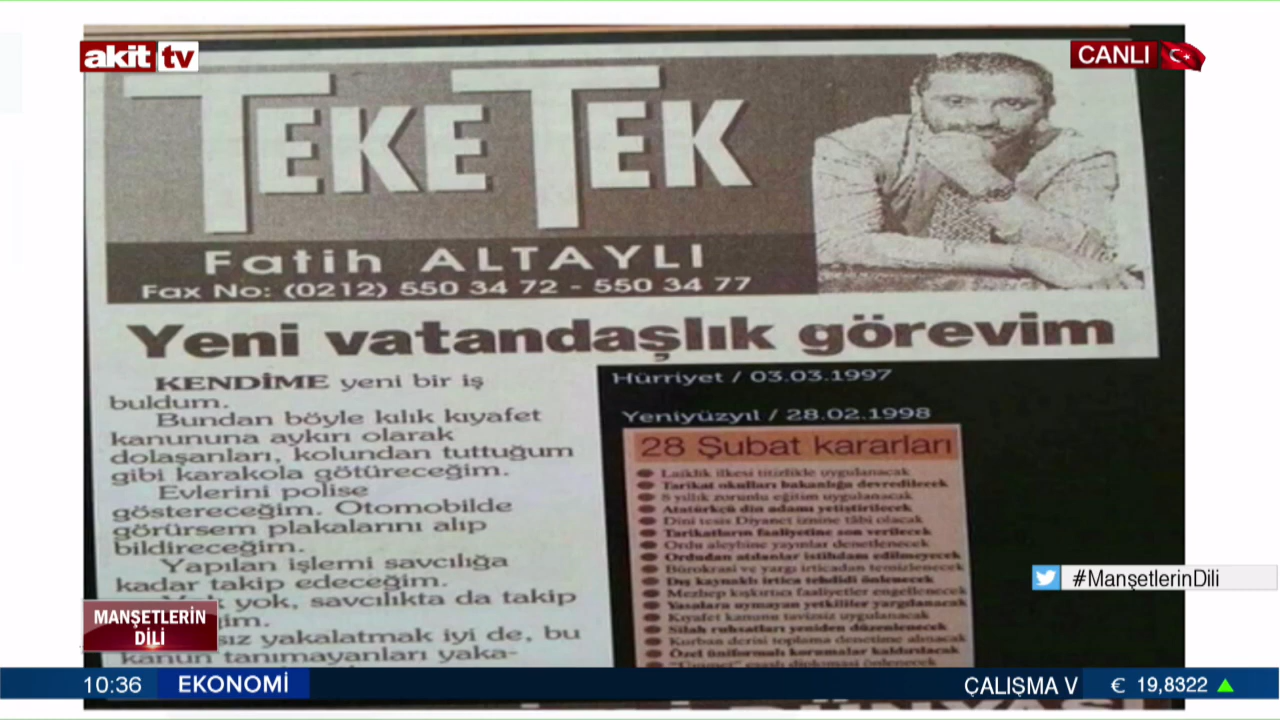 akit tv
CANLI
TEKE TEK
Fatih ALTAYLI
Fax No: (0212) 550 34 72 - 550 34 77
Yeni vatandaşlık görevim
KENDİME yeni bir iş
buldum.
Bundan böyle kılık kıyafet
kanununa aykırı olarak
dolaşanları, kolundan tuttuğum
gibi karakola götüreceğim.
Evlerini polise
göstereceğim. Otomobilde
görürsem plakalarını alıp
bildireceğim.
Yapılan işlemi savcılığa
kadar takip edeceğim.
yok, savcılıkta da takip
yakalatmak iyi de, bu
kanun tanımayanları yaka-
Hürriyet / 03.03.1997
Yeniyüzyıl / 28.02.1998
28 Şubat kararları
Laiklik ilkesi titizlikle uygulanacak
Tarikat okulları bakanlığa devredilecek
8 yıllık zorunlu eğitim uygulanacak
Atatürkçü din adamı yetiştirilecek
Dini tesis Diyanet iznine tâbi olacak
Tarikatların faaliyetine son verilecek
Ordu aleyhine yayınlar denetlenecek
Ordudan atılanlar istihdam edilmeyecek
Bürokrasi ve yargı irticadan temizlenecek
Dış kaynaklı irtica tehdidi önlenecek
Mezhep kışkırtıcı faaliyetler engellenecek
Yasalara uymayan yetkililer yargılanacak
Kıyafet kanunu tavizsiz uygulanacak
Silah ruhsatları yeniden düzenlenecek
Kurban derisi toplama denetime alınacak
Özel üniformalı korumalar kaldırılacak
"Ümmet" esaslı diplomasi önlenecek
#ManşetlerinDili
MANŞETLERİN
DİLİ
10:36 EKONOMİ ÇALIŞMA V € 19,8322